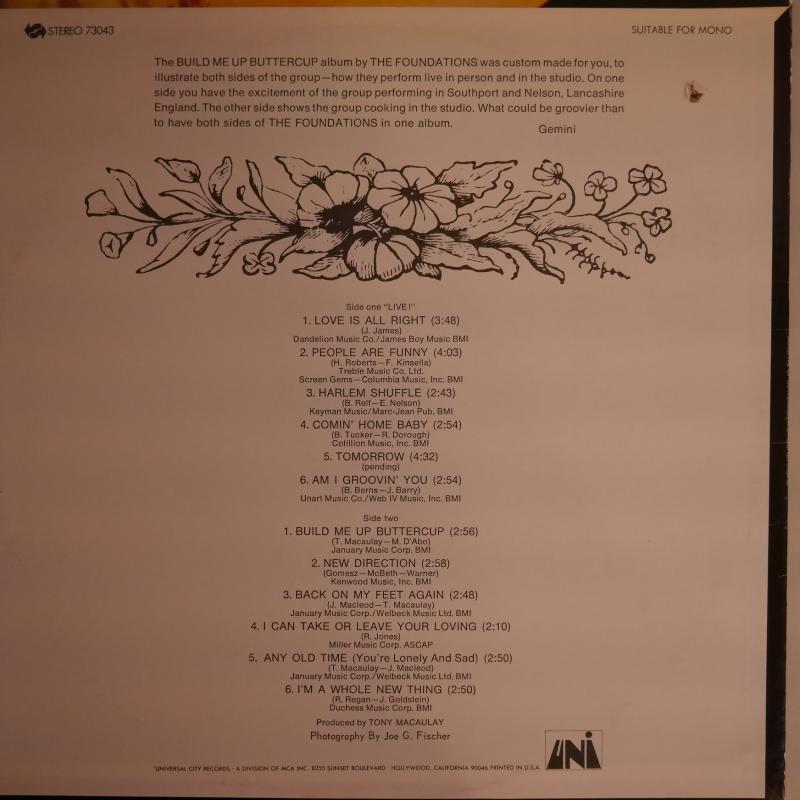 STEREO 73043
SUITABLE FOR MONO
The BUILD ME UP BUTTERCUP album by THE FOUNDATIONS was custom made for you, to
illustrate both sides of the group—how they perform live in person and in the studio. On one
side you have the excitement of the group performing in Southport and Nelson, Lancashire
England. The other side shows the group cooking in the studio. What could be groovier than
to have both sides of THE FOUNDATIONS in one album.
Gemini
Side one "LIVE!"
1. LOVE IS ALL RIGHT (3:48)
(J. James)
Dandelion Music Co./James Boy Music BMI
2. PEOPLE ARE FUNNY (4:03)
(H. Roberts—F. Kinsella)
Treble Music Co. Ltd.
Screen Gems—Columbia Music, Inc. BMI
3. HARLEM SHUFFLE (2:43)
(B. Relf—E. Nelson)
Keyman Music/Marc-Jean Pub. BMI
4. COMIN' HOME BABY (2:54)
(B. Tucker—R. Dorough)
Cotillion Music, Inc. BMI
5. TOMORROW (4:32)
(pending)
6. AM I GROOVIN' YOU (2:54)
(B. Berns—J. Barry)
Unart Music Co./Web IV Music, Inc. BMI
Side two
1. BUILD ME UP BUTTERCUP (2:56)
(T. Macaulay—M. D'Abo)
January Music Corp. BMI
2. NEW DIRECTION (2:58)
(Gomesz—McBeth—Warner)
Kenwood Music, Inc. BMI
3. BACK ON MY FEET AGAIN (2:48)
(J. Macleod—T. Macaulay)
January Music Corp./Welbeck Music Ltd. BMI
4. I CAN TAKE OR LEAVE YOUR LOVING (2:10)
(R. Jones)
Miller Music Corp. ASCAP
5. ANY OLD TIME (You're Lonely And Sad) (2:50)
(T. Macaulay—J. Macleod)
January Music Corp./Welbeck Music Ltd. BMI
6. I'M A WHOLE NEW THING (2:50)
(R. Regan—J. Goldstein)
Duchess Music Corp. BMI
Produced by TONY MACAULAY
Photography By Joe G. Fischer
UNI
UNIVERSAL CITY RECORDS · A DIVISION OF MCA INC. 8255 SUNSET BOULEVARD · HOLLYWOOD, CALIFORNIA 90046 PRINTED IN U.S.A.